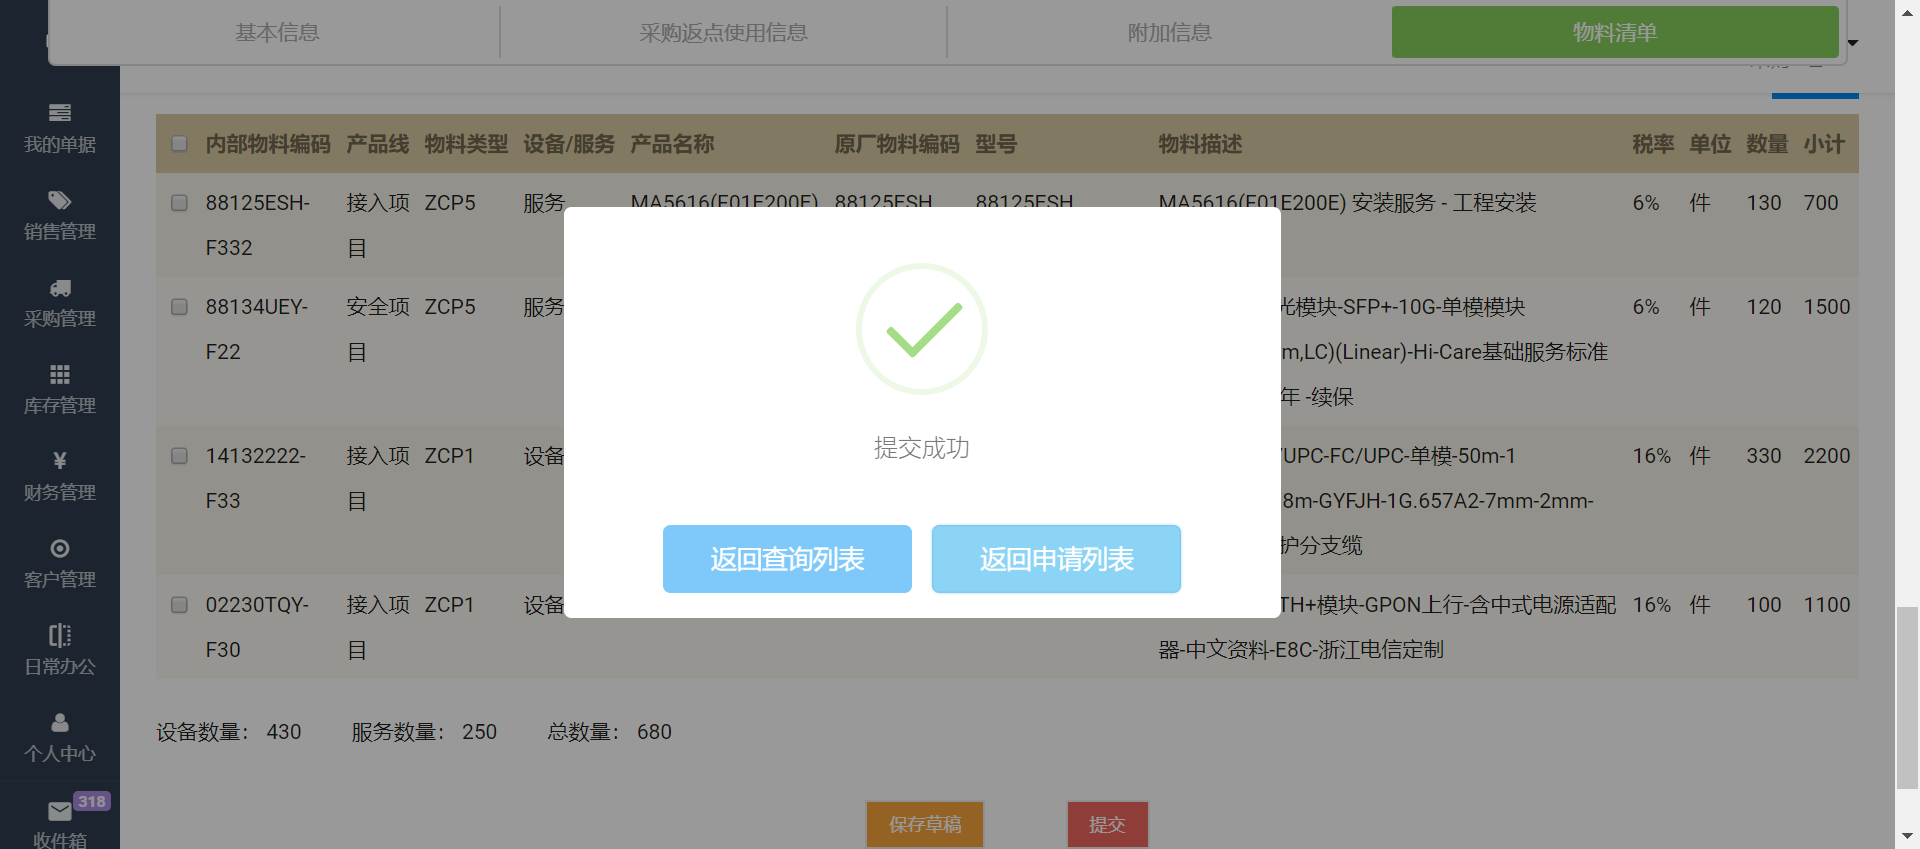 基本信息
采购返点使用信息
附加信息
物料清单
我的单据
销售管理
采购管理
库存管理
¥
财务管理
客户管理
日常办公
个人中心
318
收件箱
内部物料编码 产品线 物料类型 设备/服务 产品名称 原厂物料编码 型号 物料描述 税率 单位 数量 小计
88125ESH- 接入项 ZCP5 服务 MA5616(F01E200E) 88125ESH 88125ESH MA5616(F01E200E) 安装服务 - 工程安装 6% 件 130 700
F332 目
88134UEY- 安全项 ZCP5 服务 光模块-SFP+-10G-单模模块 6% 件 120 1500
F22 目 m,LC)(Linear)-Hi-Care基础服务标准
年 -续保
14132222- 接入项 ZCP1 设备 /UPC-FC/UPC-单模-50m-1 16% 件 330 2200
F33 目 8m-GYFJH-1G.657A2-7mm-2mm-
护分支缆
02230TQY- 接入项 ZCP1 设备 TH+模块-GPON上行-含中式电源适配 16% 件 100 1100
F30 目 器-中文资料-E8C-浙江电信定制
提交成功
返回查询列表
返回申请列表
设备数量： 430 服务数量： 250 总数量： 680
保存草稿
提交